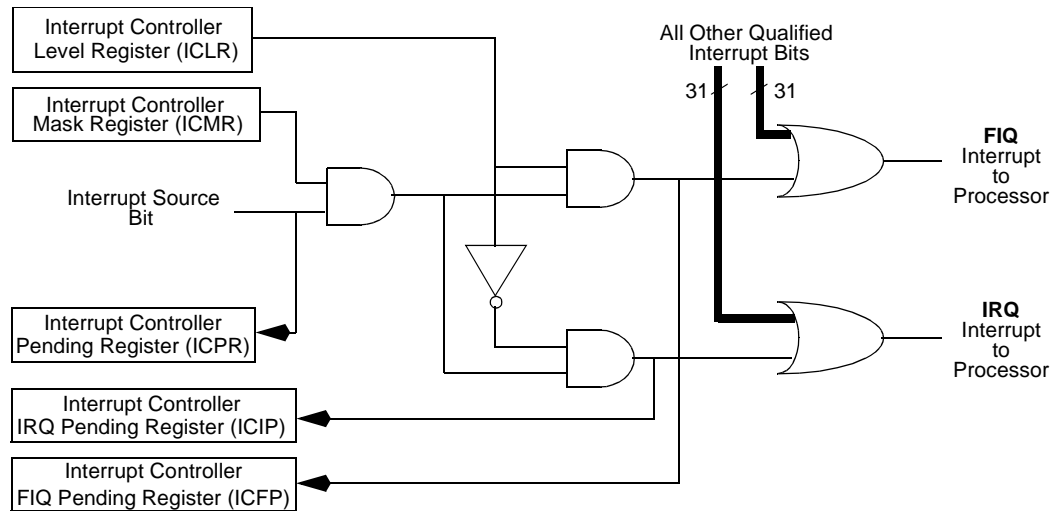 Interrupt Controller
Level Register (ICLR)
All Other Qualified
Interrupt Bits
31
31
Interrupt Controller
Mask Register (ICMR)
FIQ
Interrupt
to
Processor
Interrupt Source
Bit
Interrupt Controller
Pending Register (ICPR)
IRQ
Interrupt
to
Processor
Interrupt Controller
IRQ Pending Register (ICIP)
Interrupt Controller
FIQ Pending Register (ICFP)